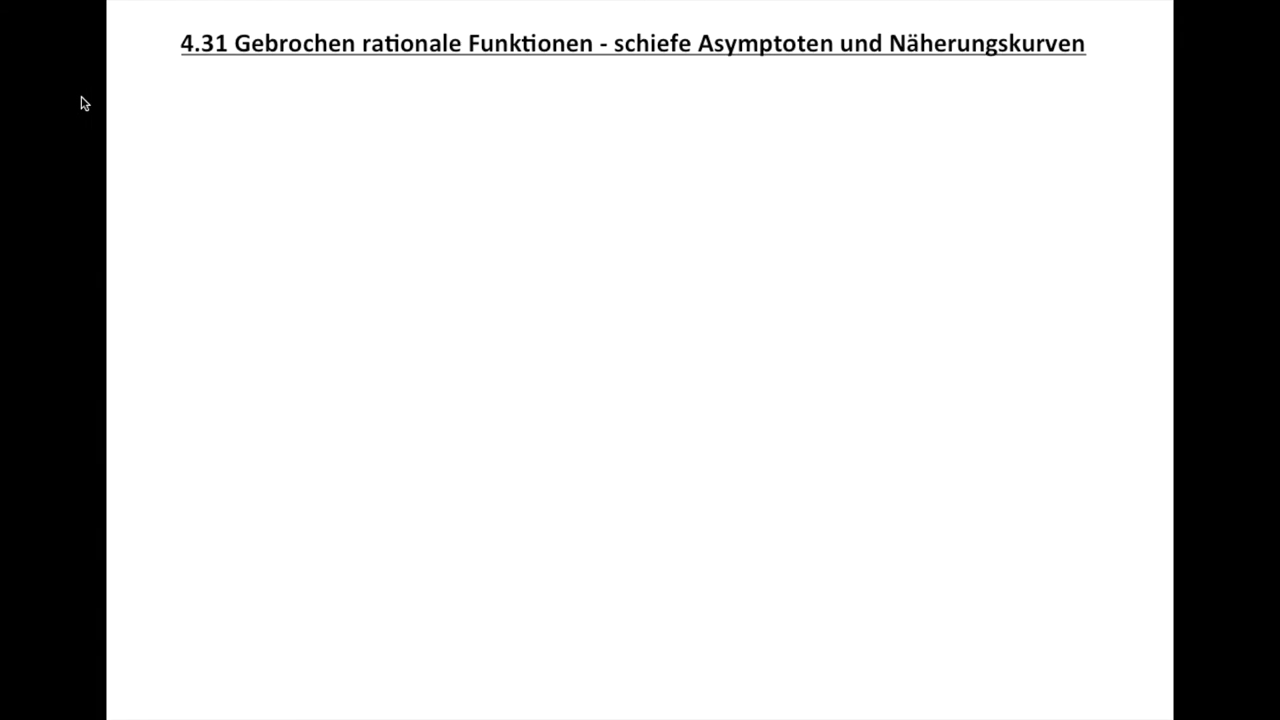 4.31 Gebrochen rationale Funktionen - schiefe Asymptoten und Näherungskurven